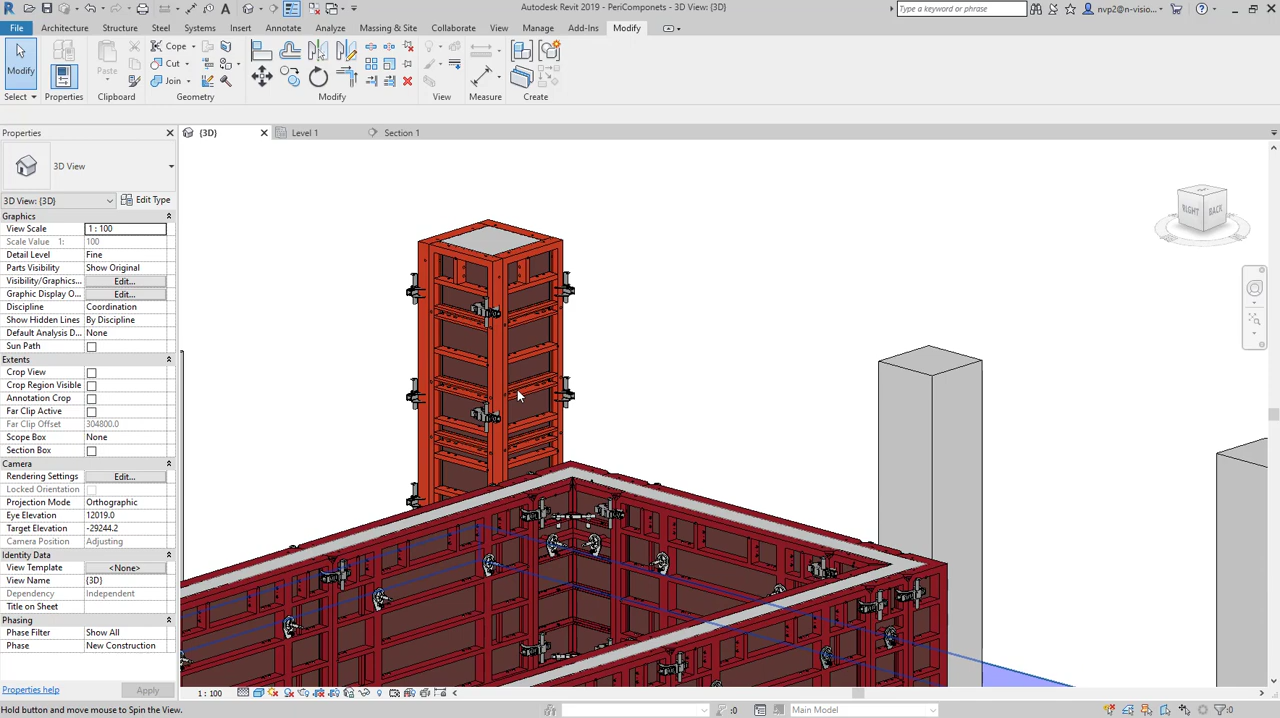 Autodesk Revit 2019 - PeriComponets - 3D View: {3D}
Type a keyword or phrase
nvp2@n-visio...
File Architecture Structure Steel Systems Insert Annotate Analyze Massing & Site Collaborate View Manage Add-Ins Modify
Modify
Paste
Cope
Cut
Join
Select Properties Clipboard Geometry Modify View Measure Create
Properties
{3D} Level 1 Section 1
3D View
3D View: {3D} Edit Type
Graphics
View Scale 1 : 100
Scale Value 1: 100
Detail Level Fine
Parts Visibility Show Original
Visibility/Graphics... Edit...
Graphic Display O... Edit...
Discipline Coordination
Show Hidden Lines By Discipline
Default Analysis D... None
Sun Path
Extents
Crop View
Crop Region Visible
Annotation Crop
Far Clip Active
Far Clip Offset 304800.0
Scope Box None
Section Box
Camera
Rendering Settings Edit...
Locked Orientation
Projection Mode Orthographic
Eye Elevation 12019.0
Target Elevation -29244.2
Camera Position Adjusting
Identity Data
View Template <None>
View Name {3D}
Dependency Independent
Title on Sheet
Phasing
Phase Filter Show All
Phase New Construction
Properties help Apply
RIGHT BACK
1 : 100
Hold button and move mouse to Spin the View.
:0 Main Model :0